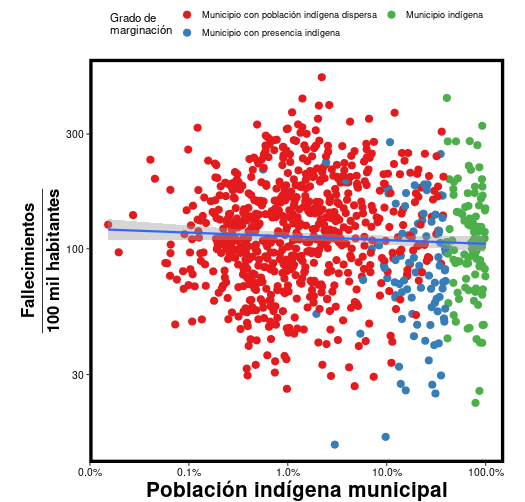 Grado de
marginación
Municipio con población indígena dispersa
Municipio indígena
Municipio con presencia indígena
Fallecimientos
100 mil habitantes
300
100
30
0.0%
0.1%
1.0%
10.0%
100.0%
Población indígena municipal